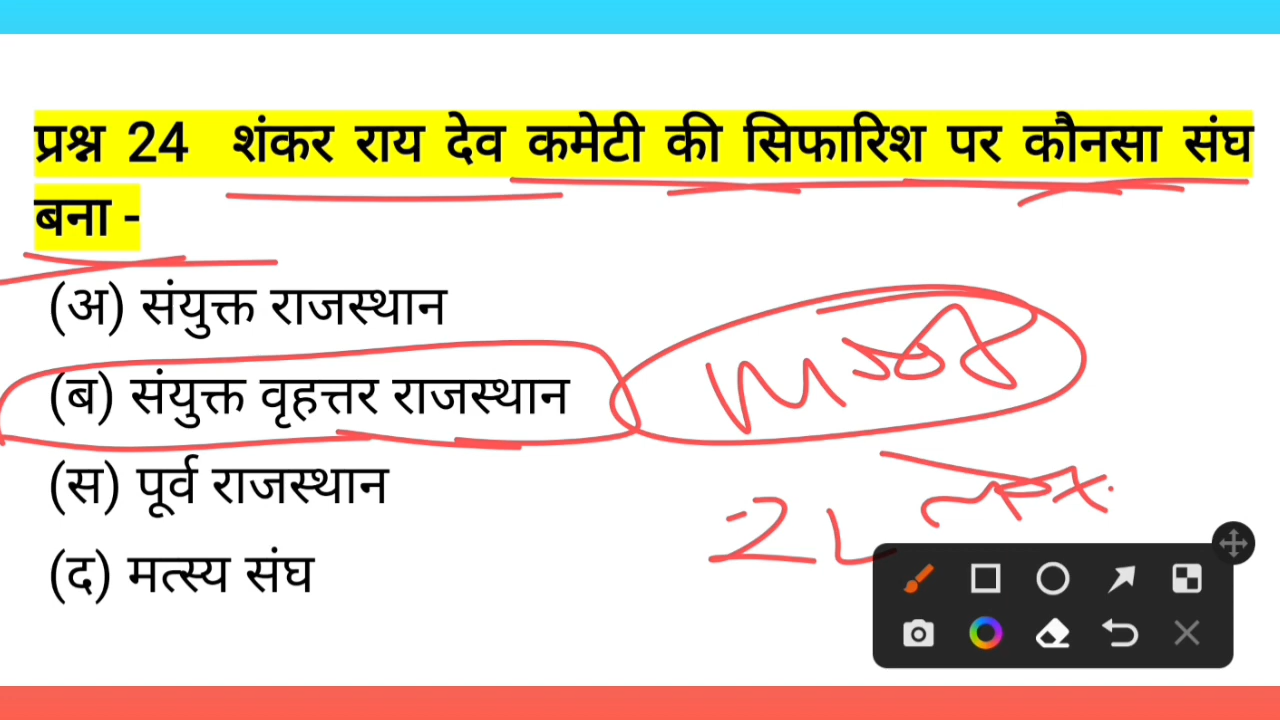 प्रश्न 24 शंकर राय देव कमेटी की सिफारिश पर कौनसा संघ
बना -
(अ) संयुक्त राजस्थान
(ब) संयुक्त वृहत्तर राजस्थान
(स) पूर्व राजस्थान
(द) मत्स्य संघ